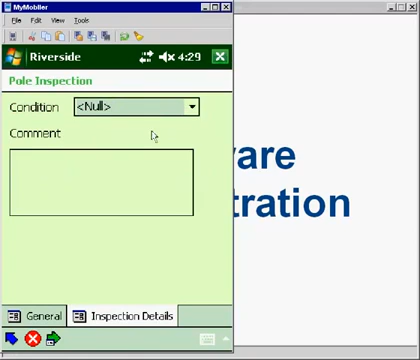 MyMobiler
File Edit View Tools
Riverside
4:29
Pole Inspection
Condition
<Null>
Comment
ware
tration
General
Inspection Details